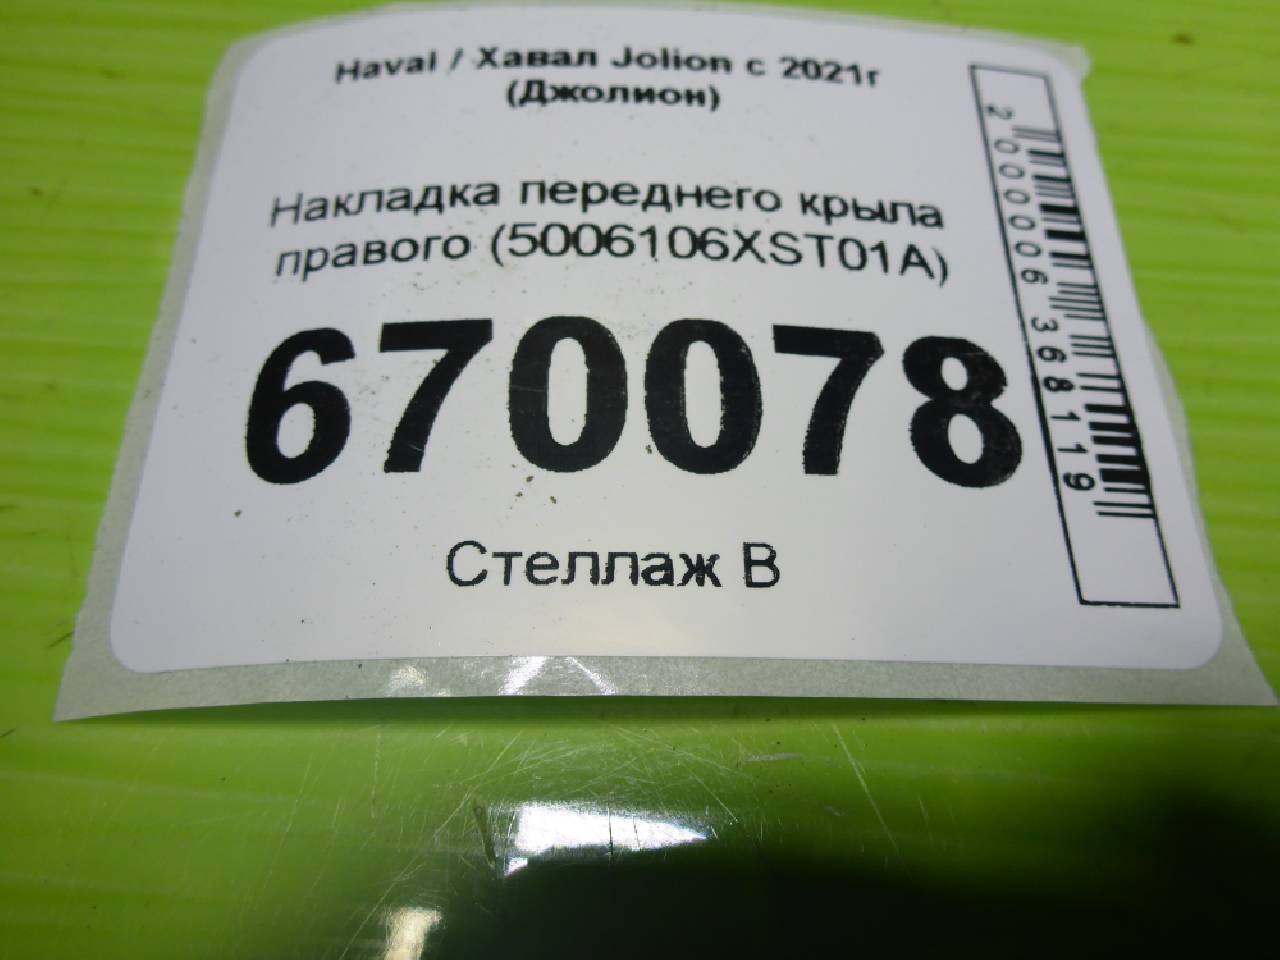 Haval / Хавал Jolion с 2021г
(Джолион)
Накладка переднего крыла
правого (5006106XST01A)
670078
Стеллаж В
2000006368119